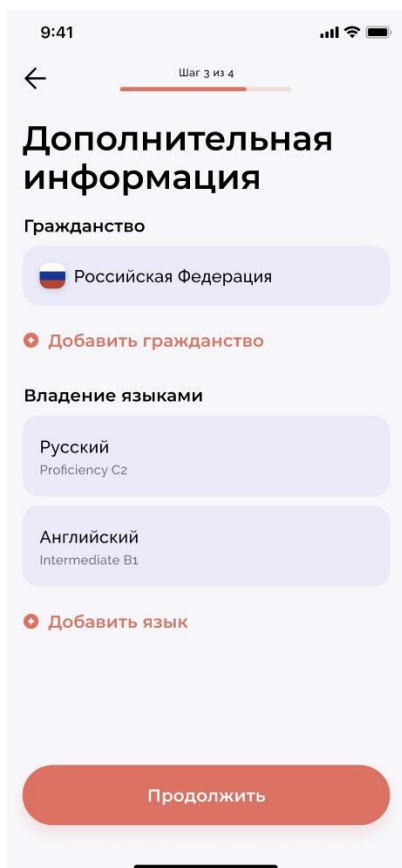 9:41
Шаг 3 из 4
Дополнительная
информация
Гражданство
Российская Федерация
Добавить гражданство
Владение языками
Русский
Proficiency C2
Английский
Intermediate B1
Добавить язык
Продолжить